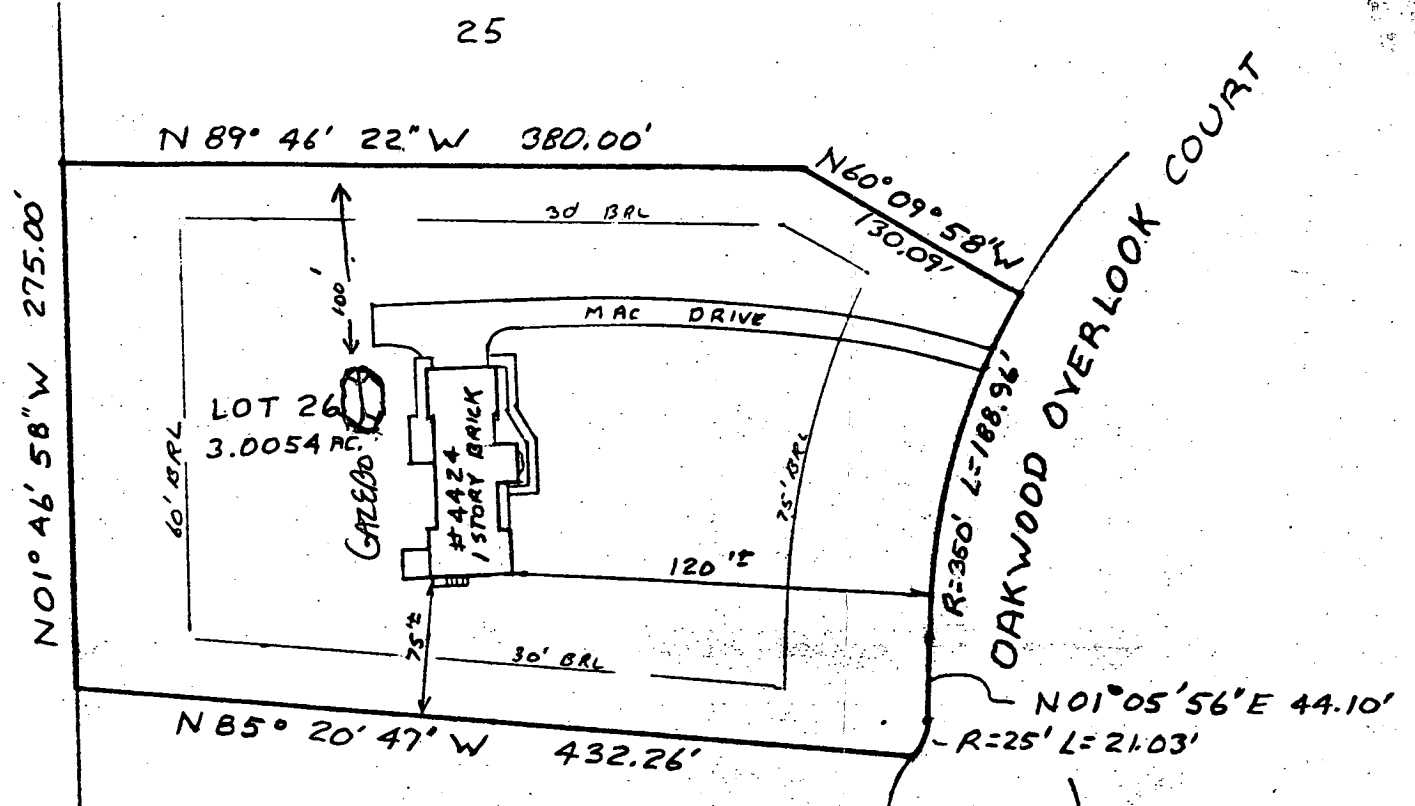 25
N 89° 46' 22" W 380.00'
N60° 09° 58" W
130.09'
OAKWOOD OVERLOOK COURT
N01° 46' 58" W 275.00'
30' BRL
100'
MAC DRIVE
LOT 26
3.0054 AC.
GAZEBO
#4424
1 STORY BRICK
60' BRL
75' BRL
R=350' L=188.96'
120'±
75'±
30' BRL
N 85° 20' 47" W 432.26'
N01°05'56"E 44.10'
R=25' L=21.03'